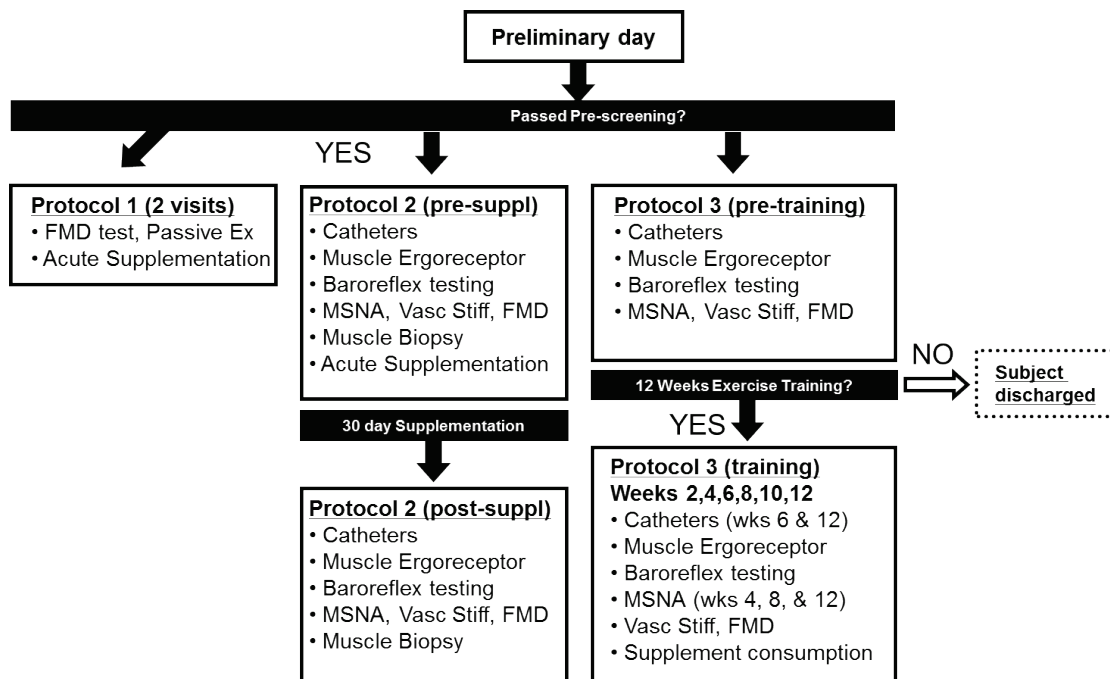 Preliminary day
Passed Pre-screening?
YES
Protocol 1 (2 visits)
• FMD test, Passive Ex
• Acute Supplementation
Protocol 2 (pre-suppl)
• Catheters
• Muscle Ergoreceptor
• Baroreflex testing
• MSNA, Vasc Stiff, FMD
• Muscle Biopsy
• Acute Supplementation
30 day Supplementation
Protocol 2 (post-suppl)
• Catheters
• Muscle Ergoreceptor
• Baroreflex testing
• MSNA, Vasc Stiff, FMD
• Muscle Biopsy
Protocol 3 (pre-training)
• Catheters
• Muscle Ergoreceptor
• Baroreflex testing
• MSNA, Vasc Stiff, FMD
12 Weeks Exercise Training?
NO
Subject
discharged
YES
Protocol 3 (training)
Weeks 2,4,6,8,10,12
• Catheters (wks 6 & 12)
• Muscle Ergoreceptor
• Baroreflex testing
• MSNA (wks 4, 8, & 12)
• Vasc Stiff, FMD
• Supplement consumption